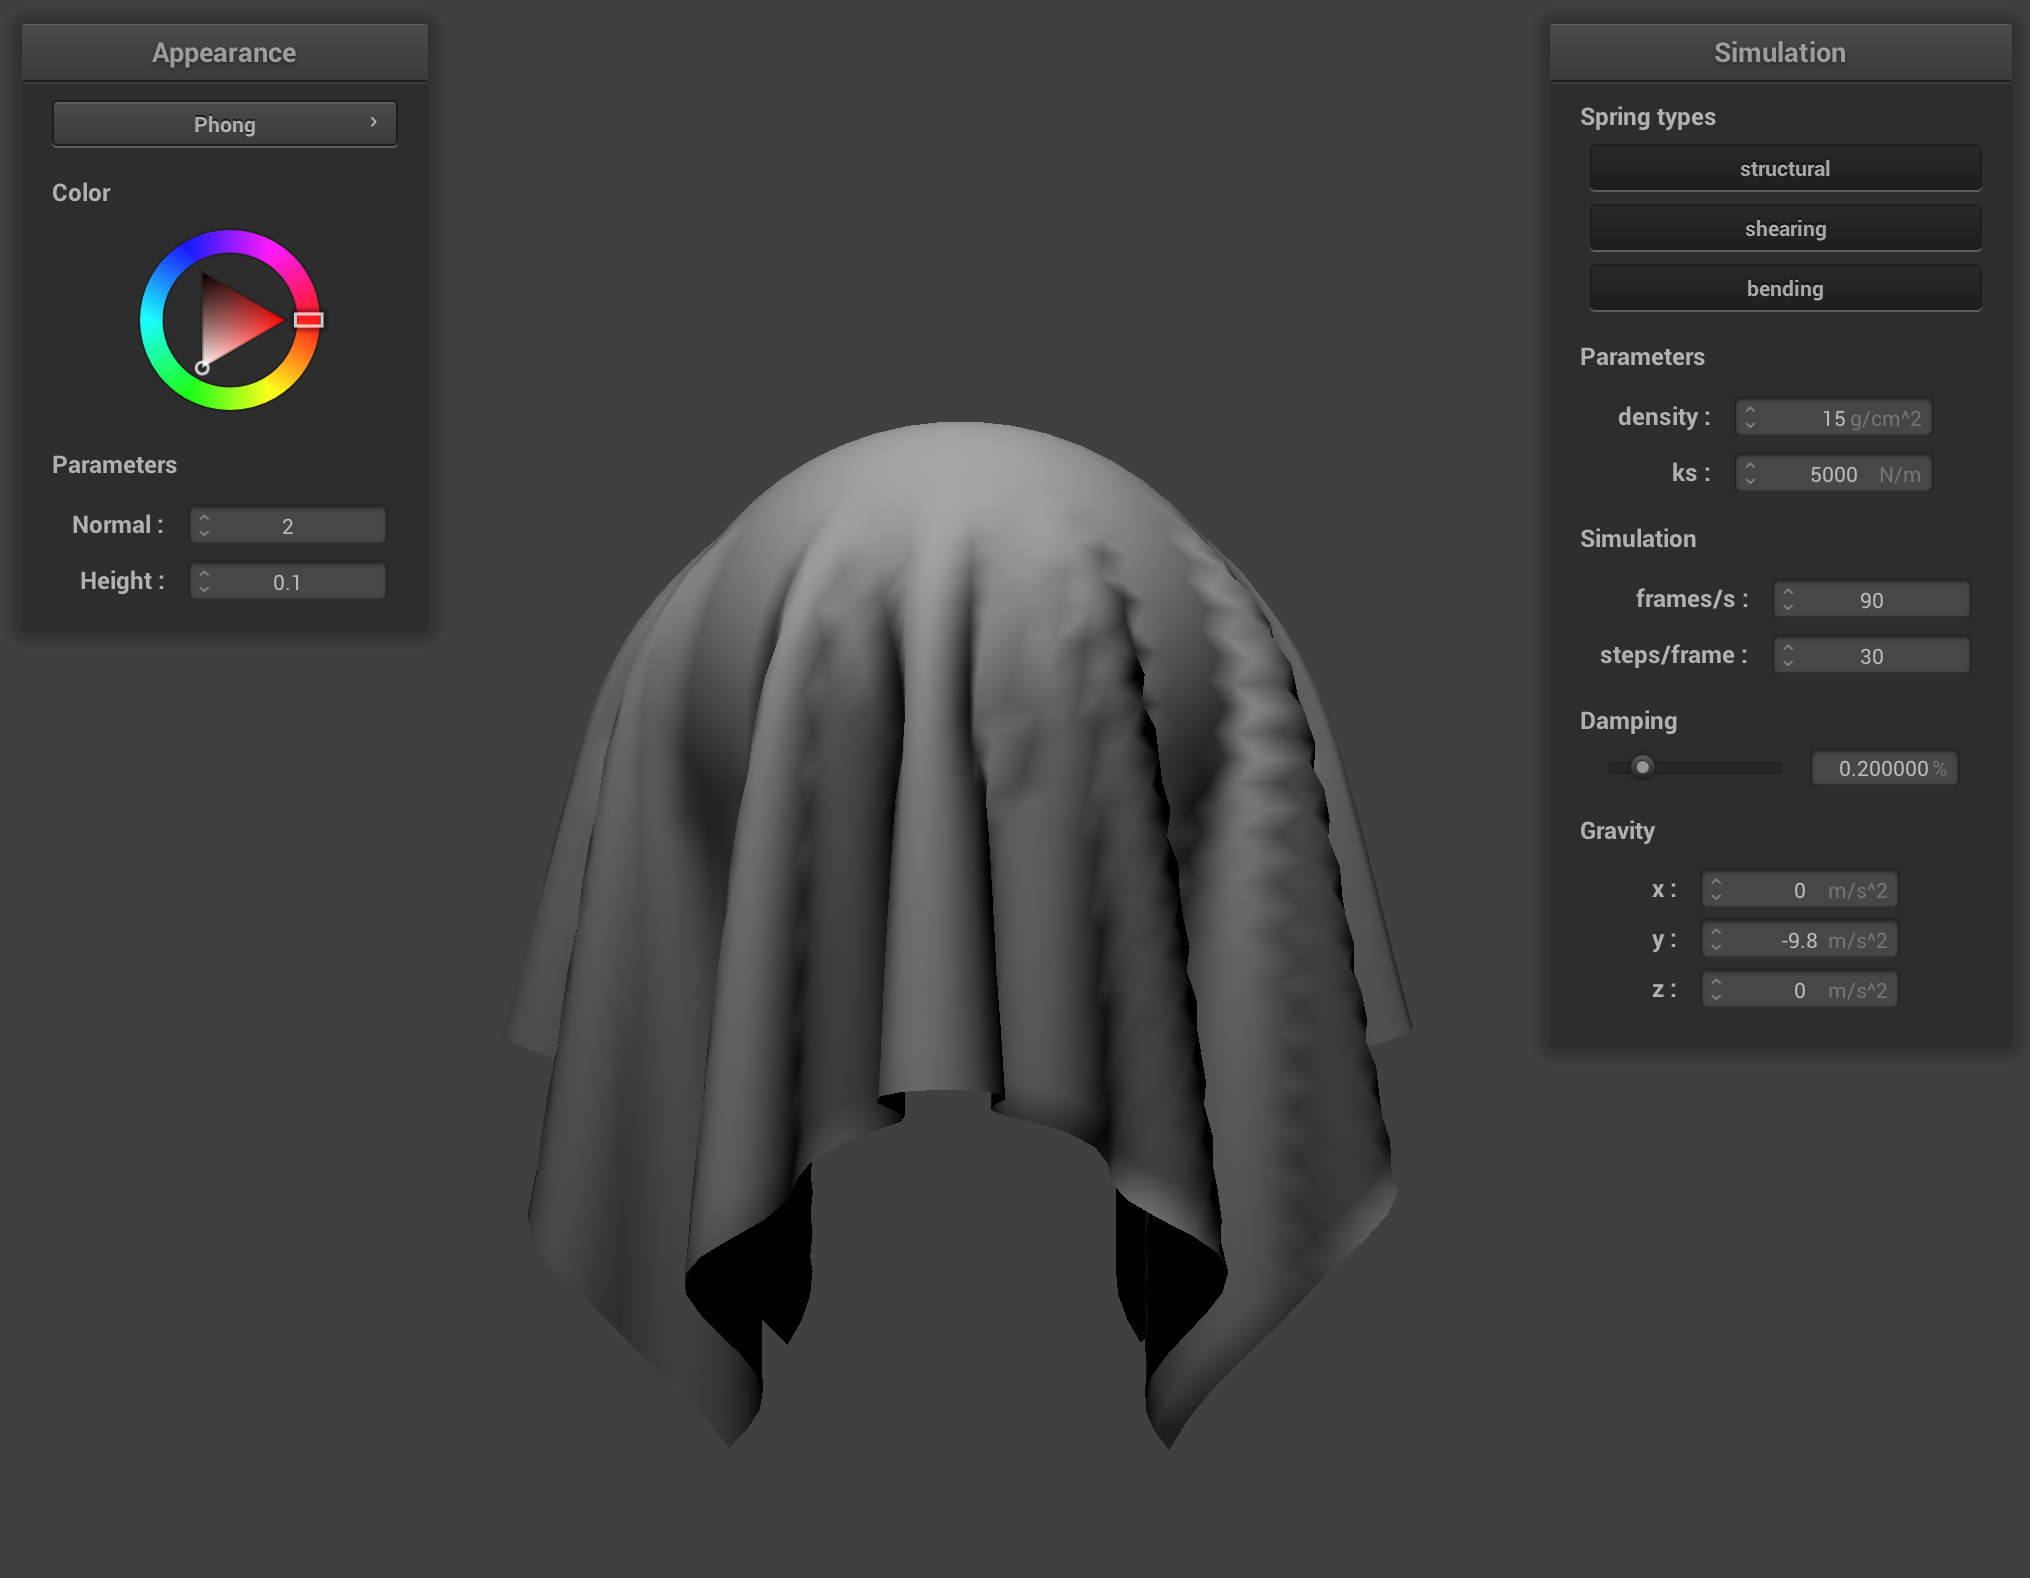 Appearance
Phong
Color
Parameters
Normal : 2
Height : 0.1
Simulation
Spring types
structural
shearing
bending
Parameters
density : 15 g/cm^2
ks : 5000 N/m
Simulation
frames/s : 90
steps/frame : 30
Damping
0.200000 %
Gravity
x : 0 m/s^2
y : -9.8 m/s^2
z : 0 m/s^2